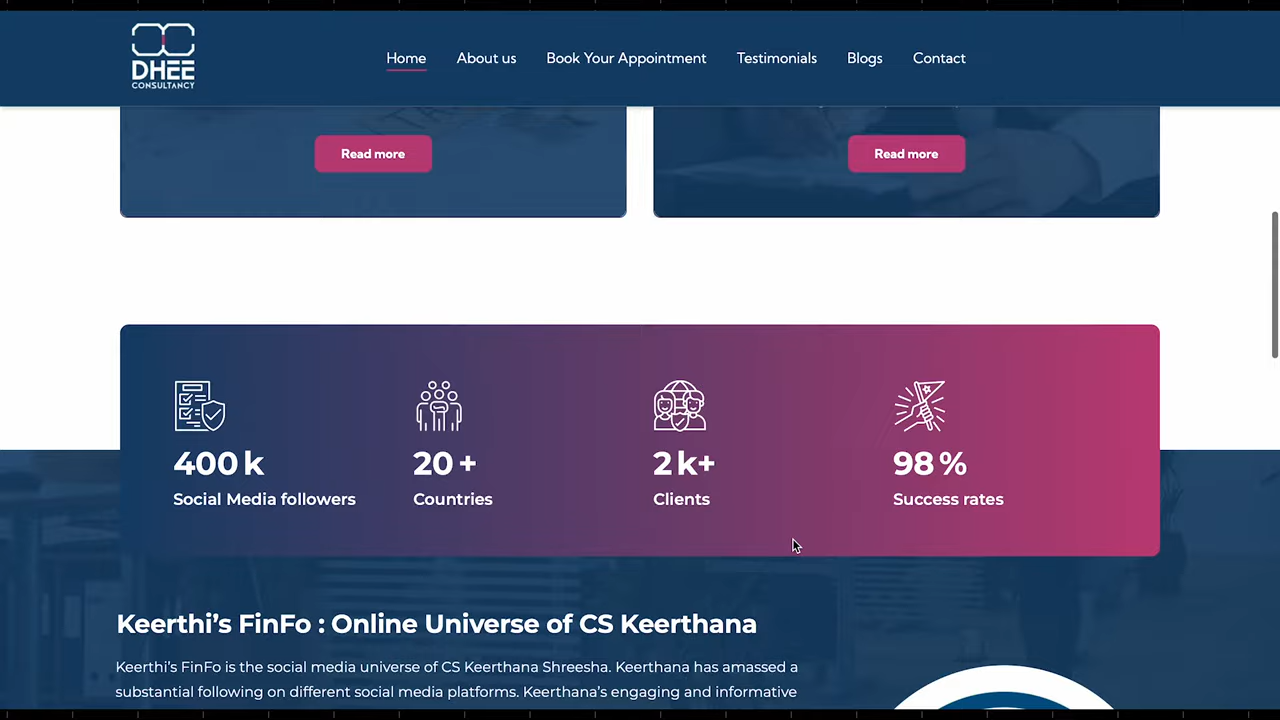 DHEE
CONSULTANCY
Home About us Book Your Appointment Testimonials Blogs Contact
Read more Read more
400 k 20 + 2 k+ 98 %
Social Media followers Countries Clients Success rates
Keerthi’s FinFo : Online Universe of CS Keerthana
Keerthi’s FinFo is the social media universe of CS Keerthana Shreesha. Keerthana has amassed a
substantial following on different social media platforms. Keerthana’s engaging and informative